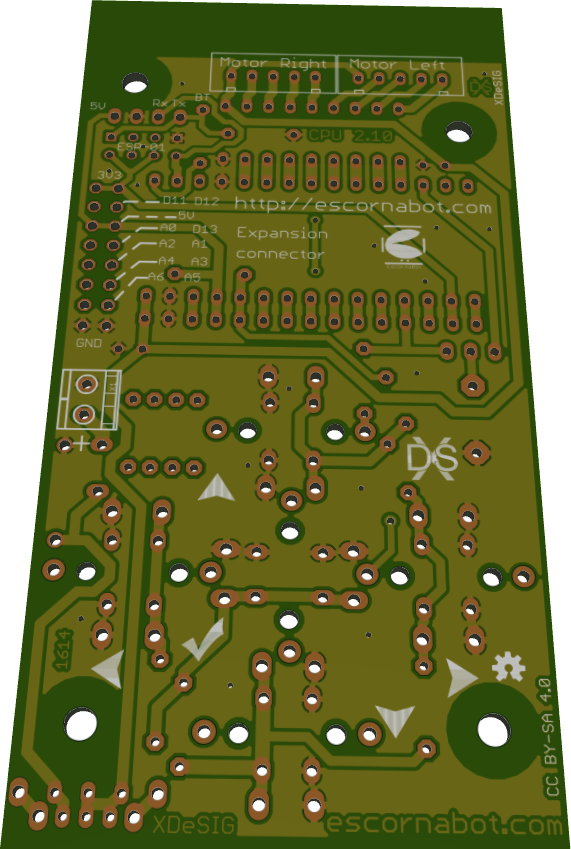 Motor Right Motor Left
DS
XDeSIG
5V RxTx BT
CPU 2.10
ESP-01
3V3
D11 D12
http://escornabot.com
5V
A0 D13
Expansion
A2 A1
connector
A4 A3
A6 A5
GND
+
DS
1614
CC BY-SA 4.0
XDeSIG
escornabot.com